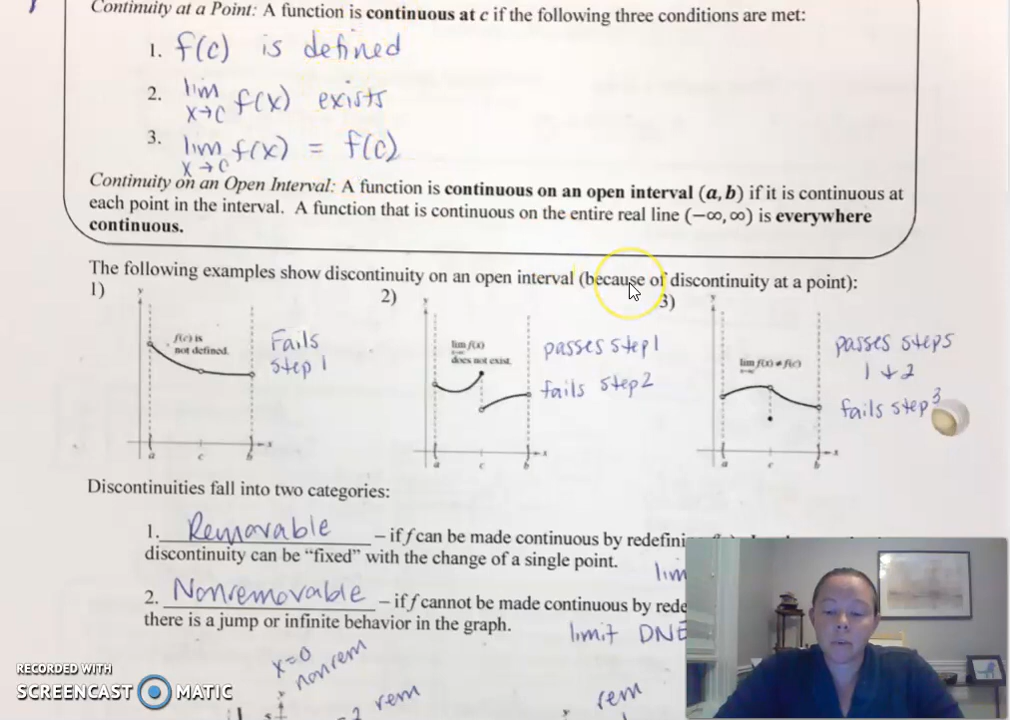 Continuity at a Point: A function is continuous at c if the following three conditions are met:
1. f(c) is defined
2. lim x→c f(x) exists
3. lim x→c f(x) = f(c)
Continuity on an Open Interval: A function is continuous on an open interval (a, b) if it is continuous at
each point in the interval. A function that is continuous on the entire real line (−∞, ∞) is everywhere
continuous.
The following examples show discontinuity on an open interval (because of discontinuity at a point):
1)
y
f(c) is
not defined.
Fails
step 1
a c b x
2)
y
lim f(x)
does not exist.
passes step 1
fails step 2
a c b x
3)
y
lim f(x) ≠ f(c)
passes steps
1 + 2
fails step 3
a c b x
Discontinuities fall into two categories:
1. Removable – if f can be made continuous by
discontinuity can be "fixed" with the change of a single point.
lim
2. Nonremovable – if f cannot be made continuous by
there is a jump or infinite behavior in the graph.
limit DNE
x=0
nonrem
rem
rem
RECORDED WITH
SCREENCAST MATIC